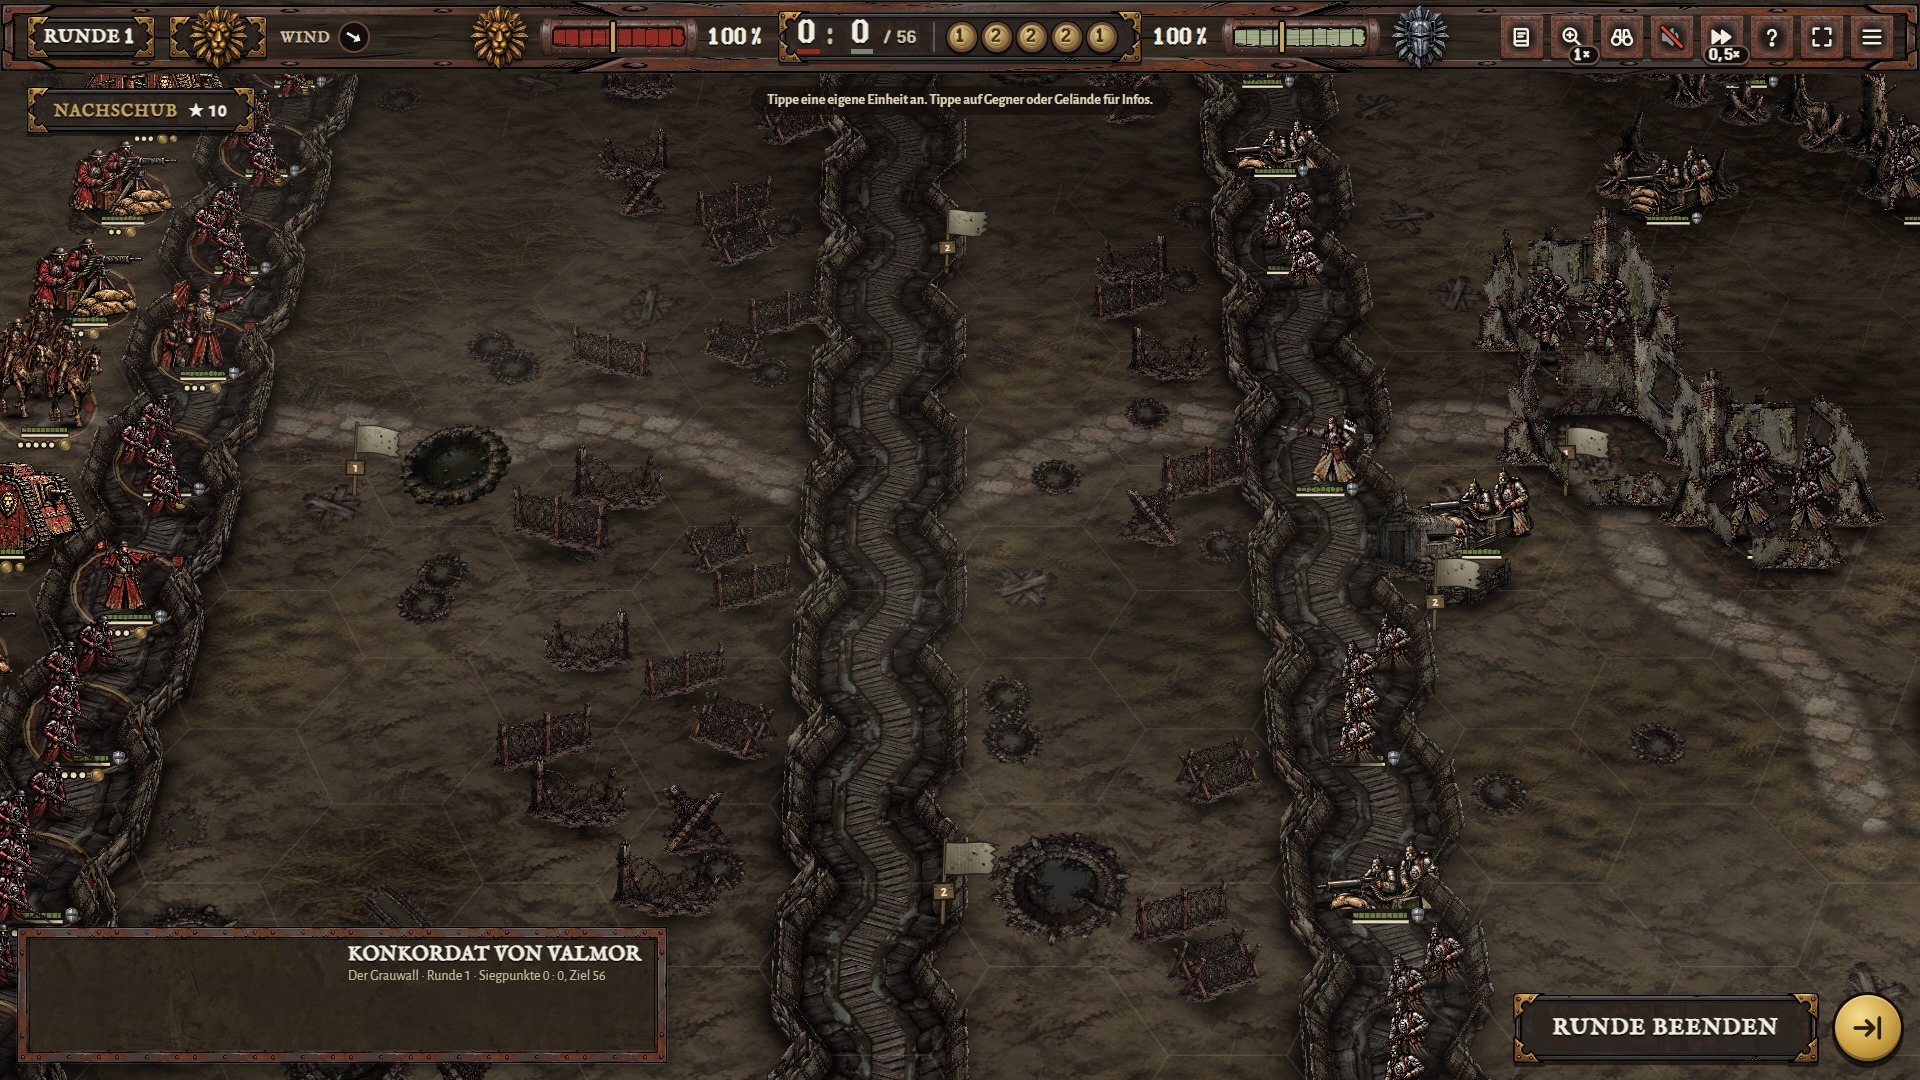 RUNDE 1
WIND
100 %
0 : 0 / 56
1 2 2 2 1
100 %
1×
0,5×
?
NACHSCHUB ★ 10
Tippe eine eigene Einheit an. Tippe auf Gegner oder Gelände für Infos.
2
1
2
2
KONKORDAT VON VALMOR
Der Grauwall · Runde 1 · Siegpunkte 0 : 0, Ziel 56
RUNDE BEENDEN